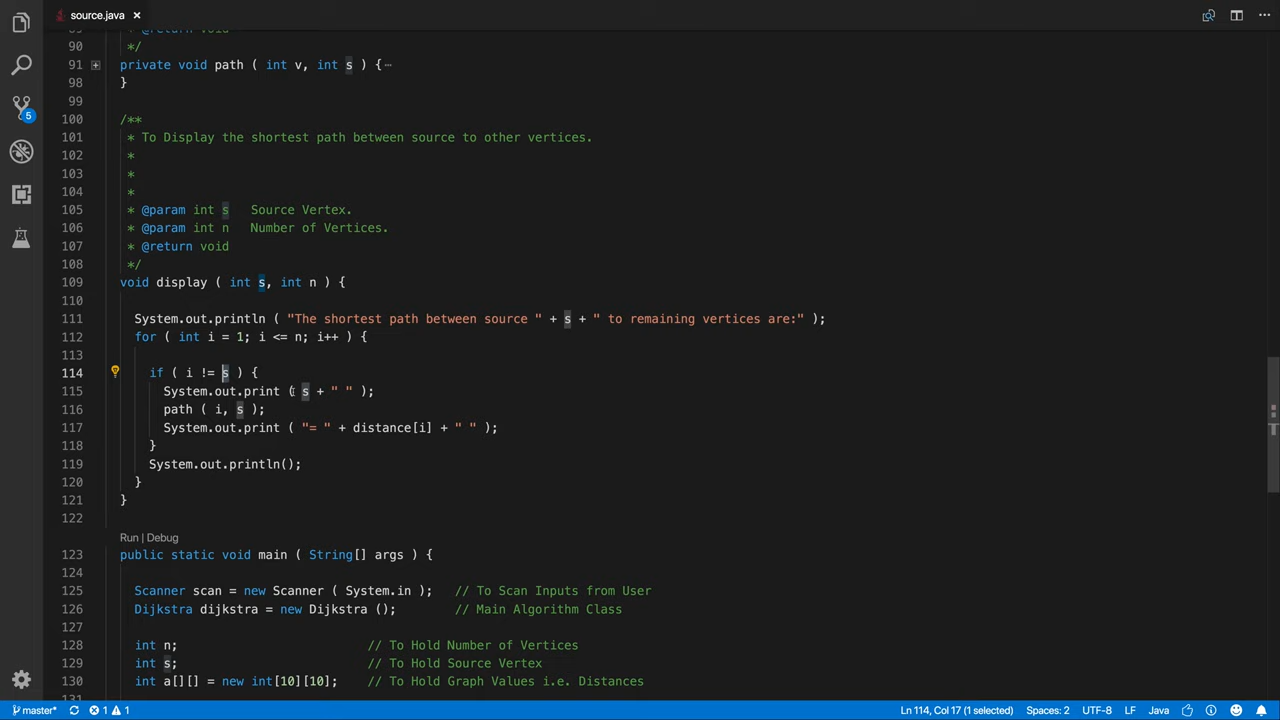 source.java
89 * @return void
90 */
91 private void path ( int v, int s ) {
98 }
99
100 /**
101 * To Display the shortest path between source to other vertices.
102 *
103 *
104 *
105 * @param int s   Source Vertex.
106 * @param int n   Number of Vertices.
107 * @return void
108 */
109 void display ( int s, int n ) {
110
111 System.out.println ( "The shortest path between source " + s + " to remaining vertices are:" );
112 for ( int i = 1; i <= n; i++ ) {
113
114 if ( i != s ) {
115 System.out.print ( s + " " );
116 path ( i, s );
117 System.out.print ( "= " + distance[i] + " " );
118 }
119 System.out.println();
120 }
121 }
122
Run | Debug
123 public static void main ( String[] args ) {
124
125 Scanner scan = new Scanner ( System.in );   // To Scan Inputs from User
126 Dijkstra dijkstra = new Dijkstra ();        // Main Algorithm Class
127
128 int n;                          // To Hold Number of Vertices
129 int s;                          // To Hold Source Vertex
130 int a[][] = new int[10][10];    // To Hold Graph Values i.e. Distances
131
5
master* 1 1 Ln 114, Col 17 (1 selected) Spaces: 2 UTF-8 LF Java